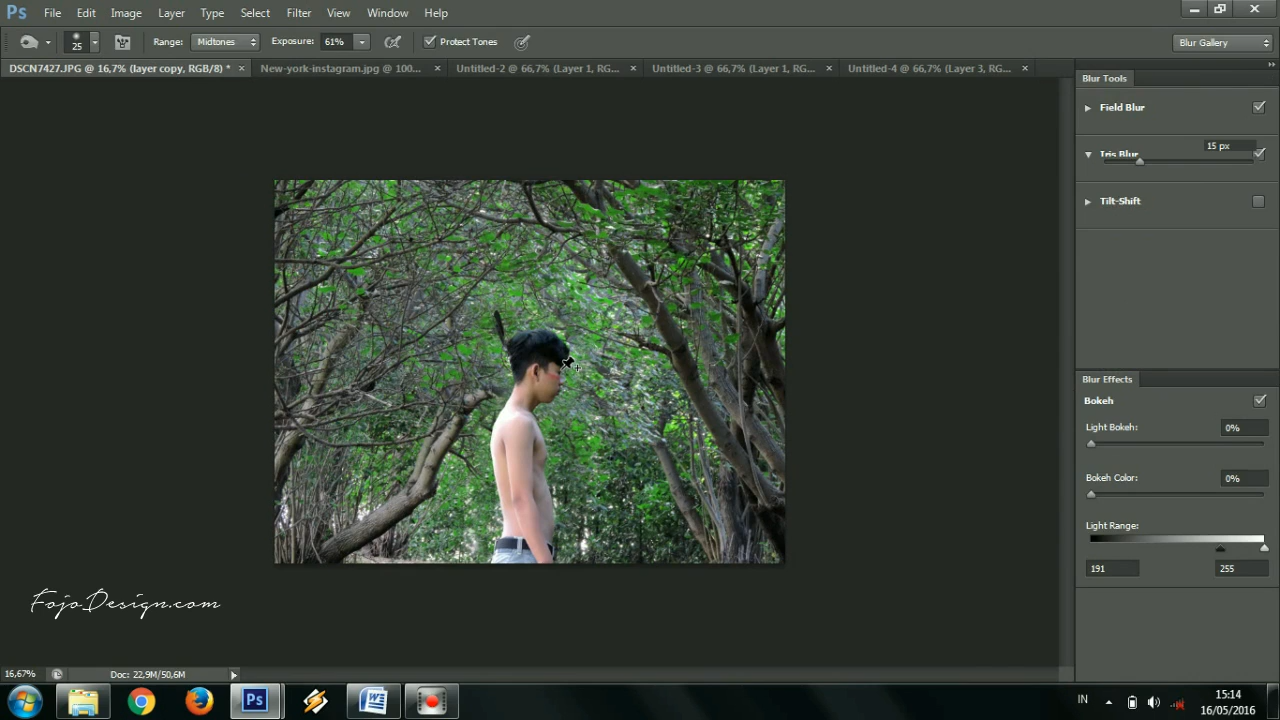 Ps File Edit Image Layer Type Select Filter View Window Help
25 Range: Midtones Exposure: 61% Protect Tones Blur Gallery
DSCN7427.JPG @ 16,7% (layer copy, RGB/8) * × New-york-instagram.jpg @ 100... × Untitled-2 @ 66,7% (Layer 1, RG... × Untitled-3 @ 66,7% (Layer 1, RG... × Untitled-4 @ 66,7% (Layer 3, RG... ×
Blur Tools
Field Blur
15 px
Iris Blur
Tilt-Shift
Blur Effects
Bokeh
Light Bokeh: 0%
Bokeh Color: 0%
Light Range:
191 255
FojoDesign.com
16,67% Doc: 22,9M/50,6M
Ps W IN 15:14
16/05/2016